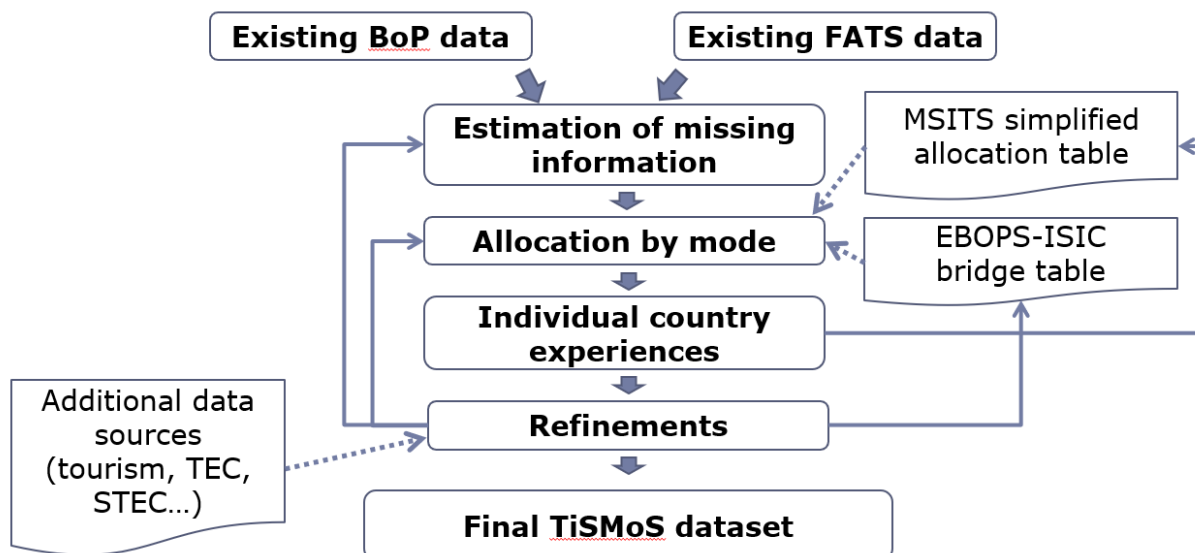 Existing BoP data
Existing FATS data
Estimation of missing
information
MSITS simplified
allocation table
Allocation by mode
EBOPS-ISIC
bridge table
Individual country
experiences
Additional data
sources
(tourism, TEC,
STEC...)
Refinements
Final TiSMoS dataset